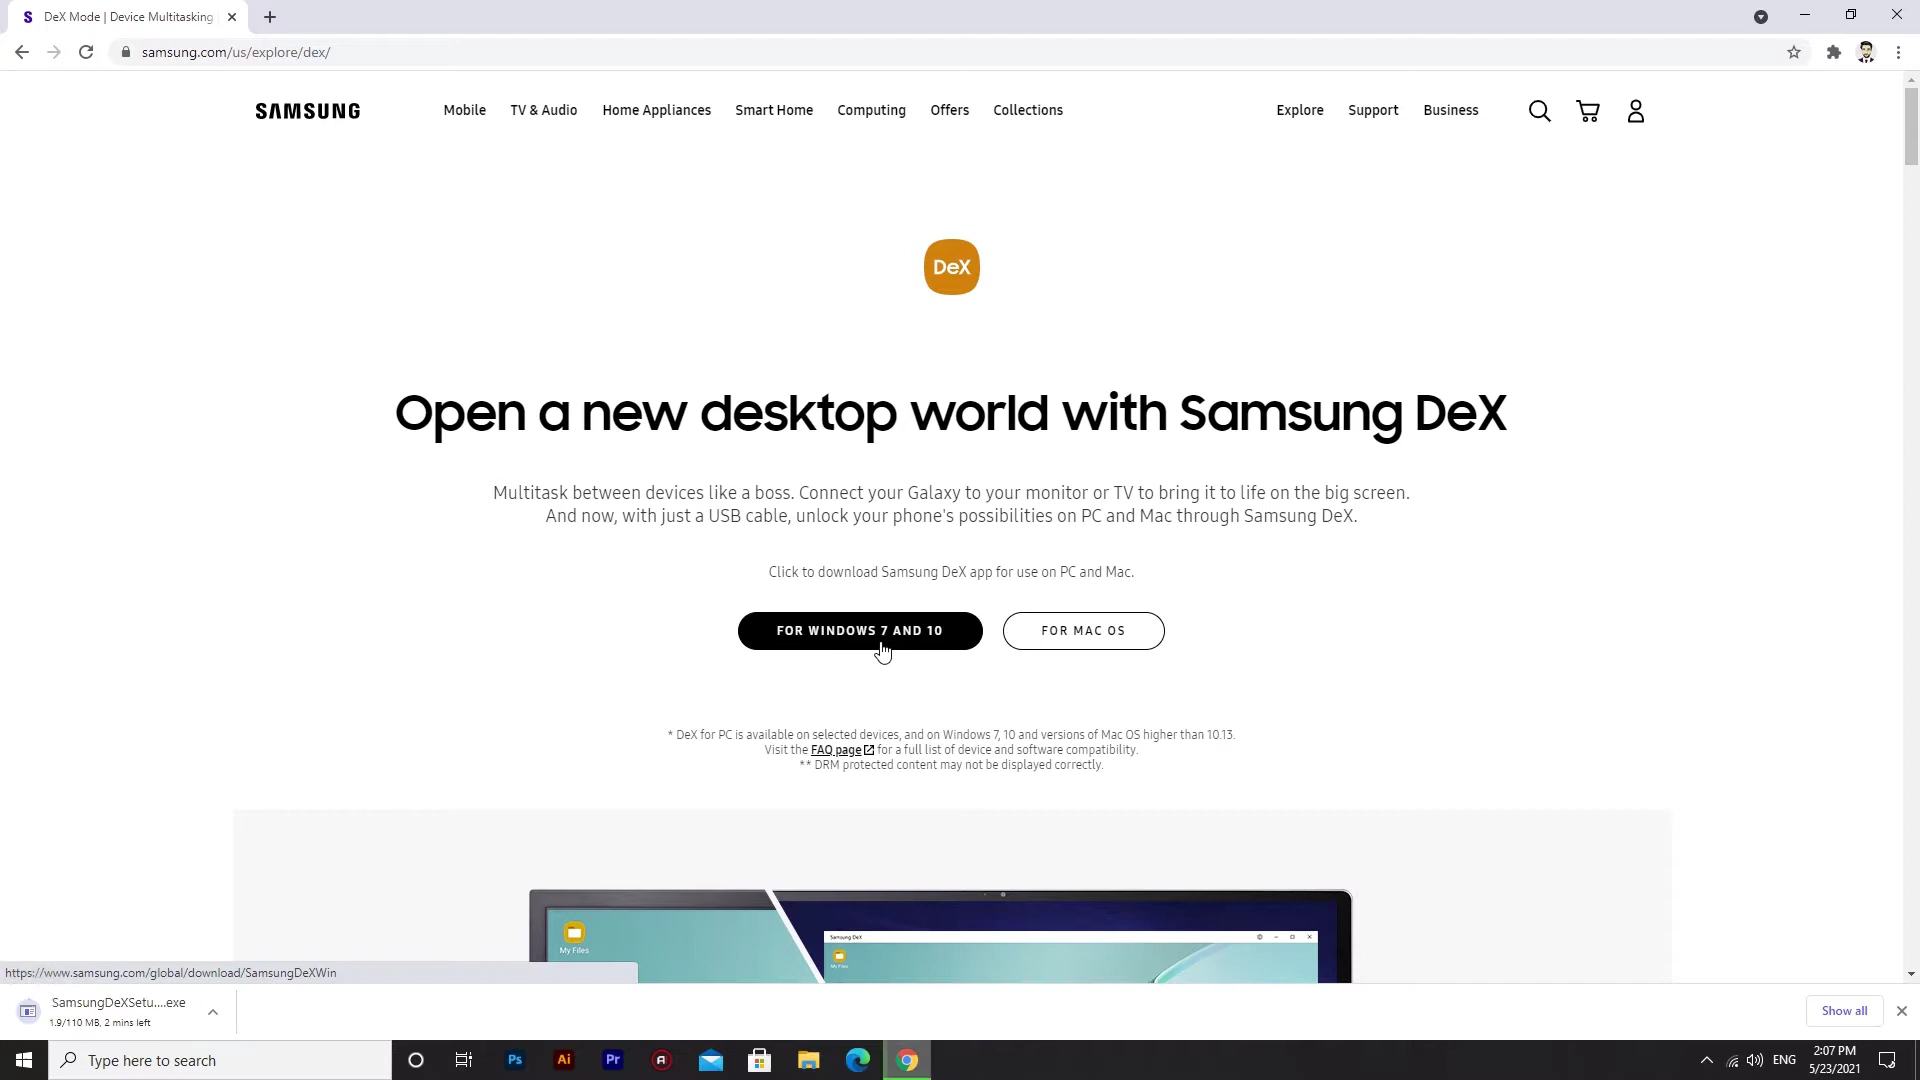 DeX Mode | Device Multitasking
samsung.com/us/explore/dex/
SAMSUNG
Mobile TV & Audio Home Appliances Smart Home Computing Offers Collections Explore Support Business
DeX
Open a new desktop world with Samsung DeX
Multitask between devices like a boss. Connect your Galaxy to your monitor or TV to bring it to life on the big screen.
And now, with just a USB cable, unlock your phone's possibilities on PC and Mac through Samsung DeX.
Click to download Samsung DeX app for use on PC and Mac.
FOR WINDOWS 7 AND 10 FOR MAC OS
* DeX for PC is available on selected devices, and on Windows 7, 10 and versions of Mac OS higher than 10.13.
Visit the FAQ page for a full list of device and software compatibility.
** DRM protected content may not be displayed correctly.
Samsung DeX
My Files
My Files
https://www.samsung.com/global/download/SamsungDeXWin
SamsungDeXSetu....exe
1.9/110 MB, 2 mins left
Show all
Type here to search
Ps Ai Pr
ENG
2:07 PM
5/23/2021